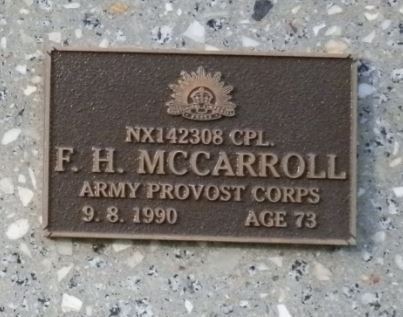 NX142308 CPL.
F. H. MCCARROLL
ARMY PROVOST CORPS
9. 8. 1990 AGE 73